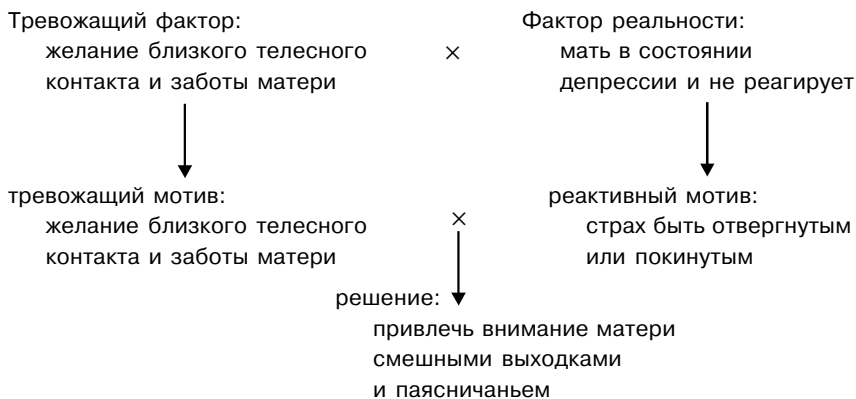 Тревожащий фактор:
желание близкого телесного
контакта и заботы матери
×
Фактор реальности:
мать в состоянии
депрессии и не реагирует
тревожащий мотив:
желание близкого телесного
контакта и заботы матери
×
реактивный мотив:
страх быть отвергнутым
или покинутым
решение:
привлечь внимание матери
смешными выходками
и паясничаньем